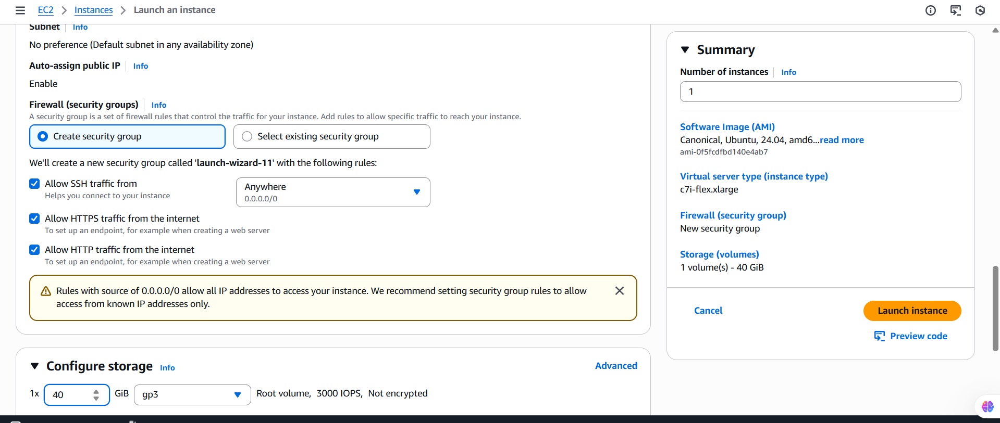 EC2 > Instances > Launch an instance
Subnet Info
No preference (Default subnet in any availability zone)
Auto-assign public IP Info
Enable
Firewall (security groups) Info
A security group is a set of firewall rules that control the traffic for your instance. Add rules to allow specific traffic to reach your instance.
Create security group
Select existing security group
We'll create a new security group called 'launch-wizard-11' with the following rules:
Allow SSH traffic from
Helps you connect to your instance
Anywhere
0.0.0.0/0
Allow HTTPS traffic from the internet
To set up an endpoint, for example when creating a web server
Allow HTTP traffic from the internet
To set up an endpoint, for example when creating a web server
Rules with source of 0.0.0.0/0 allow all IP addresses to access your instance. We recommend setting security group rules to allow
access from known IP addresses only.
Configure storage Info
Advanced
1x 40 GiB gp3 Root volume, 3000 IOPS, Not encrypted
Summary
Number of instances Info
1
Software Image (AMI)
Canonical, Ubuntu, 24.04, amd6...read more
ami-0f5fcdfbd140e4ab7
Virtual server type (instance type)
c7i-flex.xlarge
Firewall (security group)
New security group
Storage (volumes)
1 volume(s) - 40 GiB
Cancel
Launch instance
Preview code